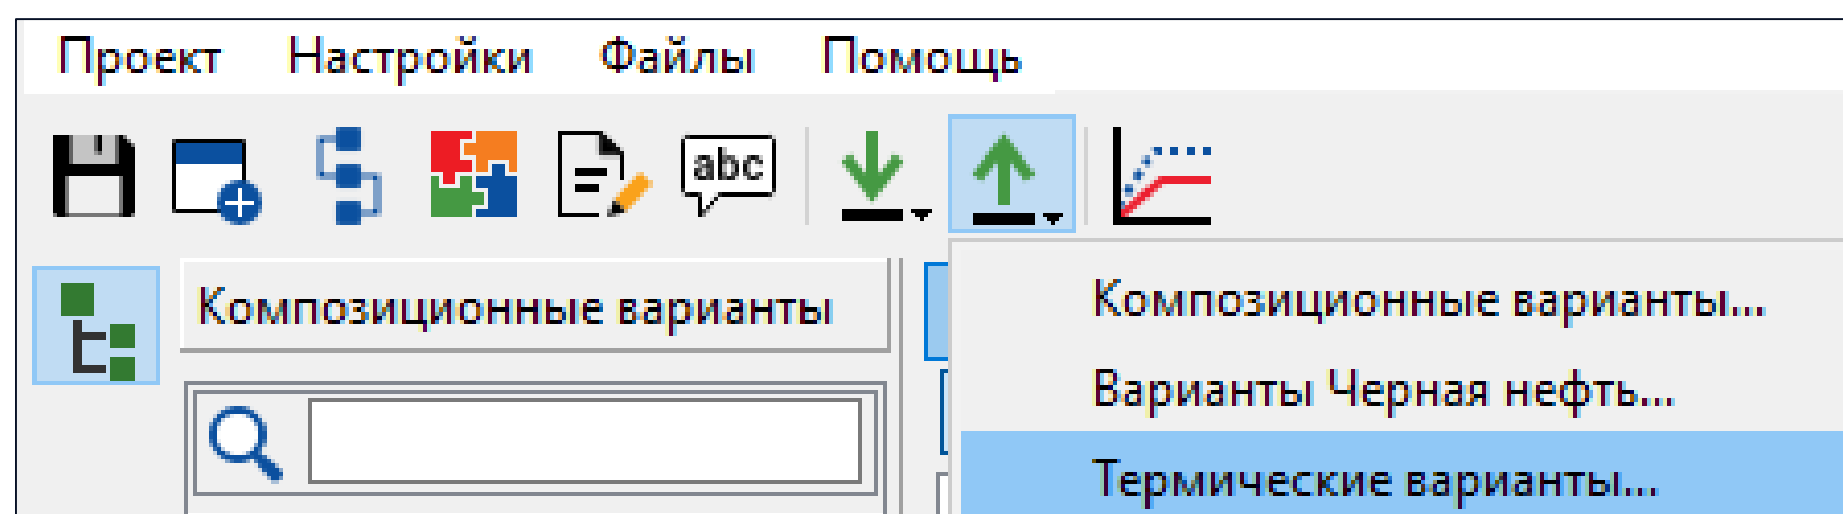 Проект Настройки Файлы Помощь
abc
Композиционные варианты
Композиционные варианты...
Варианты Черная нефть...
Термические варианты...